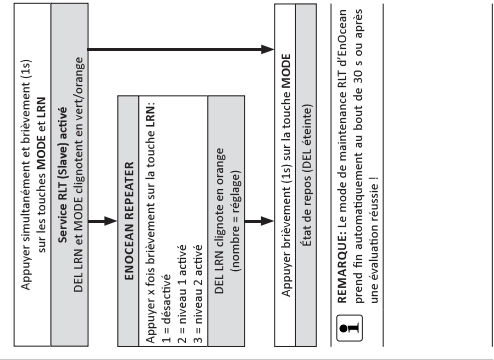 Appuyer simultanément et brièvement (1s)
sur les touches MODE et LRN
Service RLT (Slave) activé
DEL LRN et MODE clignotent en vert/orange
ENOCEAN REPEATER
Appuyer x fois brièvement sur la touche LRN:
1 = désactivé
2 = niveau 1 activé
3 = niveau 2 activé
DEL LRN clignote en orange
(nombre = réglage)
Appuyer brièvement (1s) sur la touche MODE
État de repos (DEL éteinte)
REMARQUE: Le mode de maintenance RLT d'EnOcean
prend fin automatiquement au bout de 30 s ou après
une évaluation réussie !